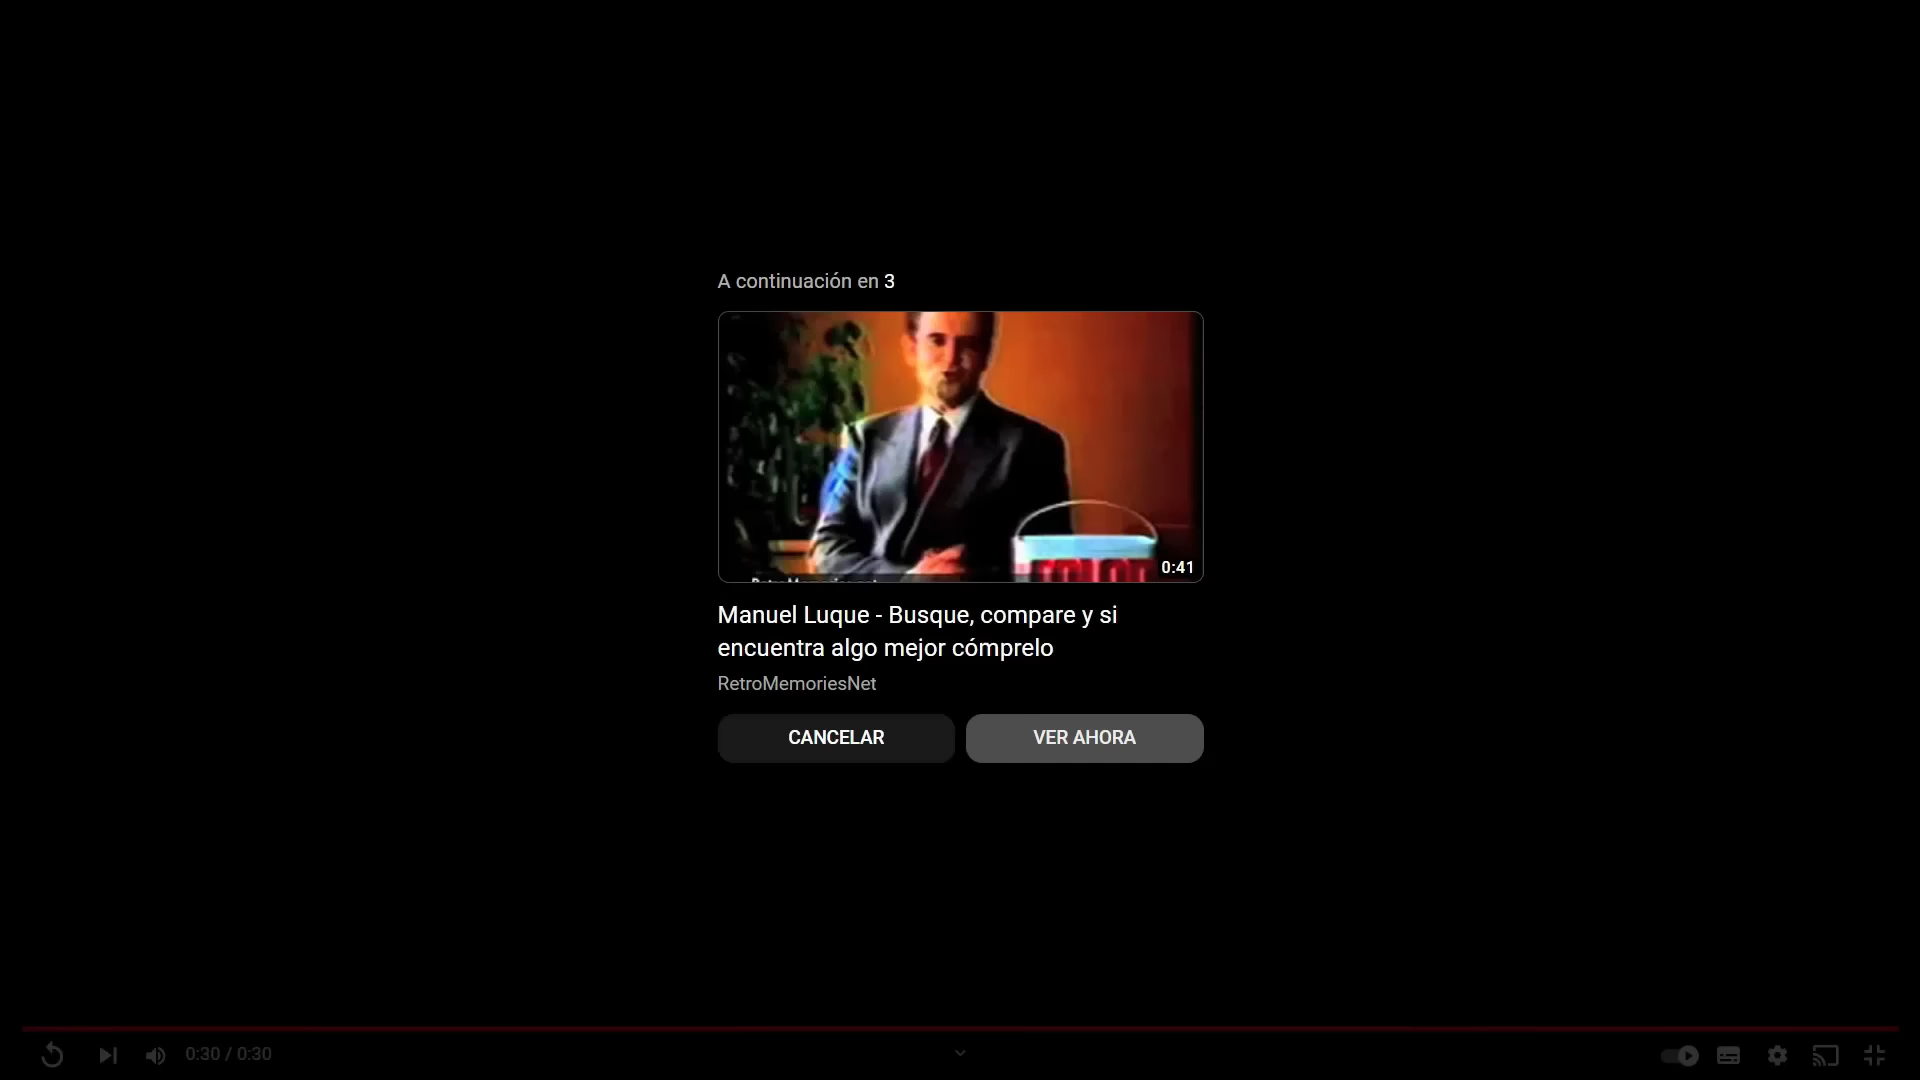 A continuación en 3
0:41
Manuel Luque - Busque, compare y si
encuentra algo mejor cómprelo
RetroMemoriesNet
CANCELAR
VER AHORA
0:30 / 0:30